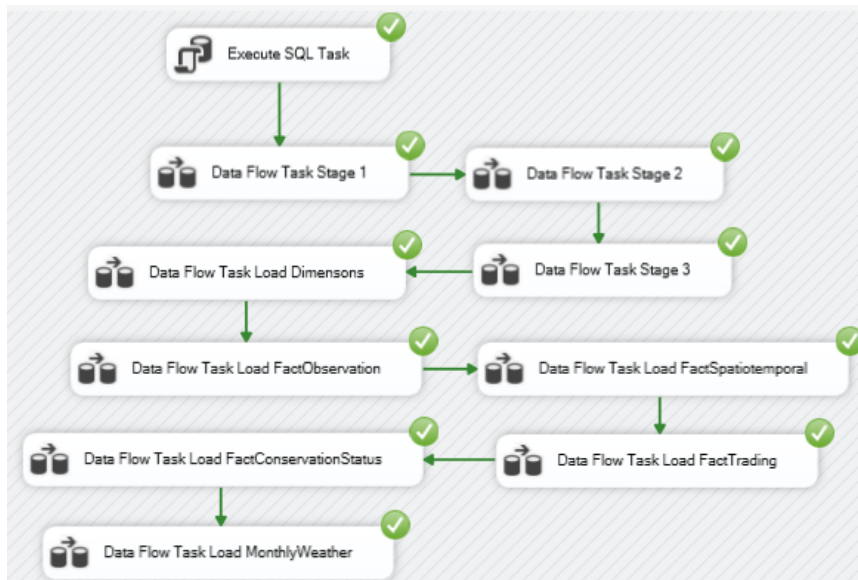 Execute SQL Task
Data Flow Task Stage 1
Data Flow Task Stage 2
Data Flow Task Stage 3
Data Flow Task Load Dimensons
Data Flow Task Load FactObservation
Data Flow Task Load FactSpatiotemporal
Data Flow Task Load FactTrading
Data Flow Task Load FactConservationStatus
Data Flow Task Load MonthlyWeather